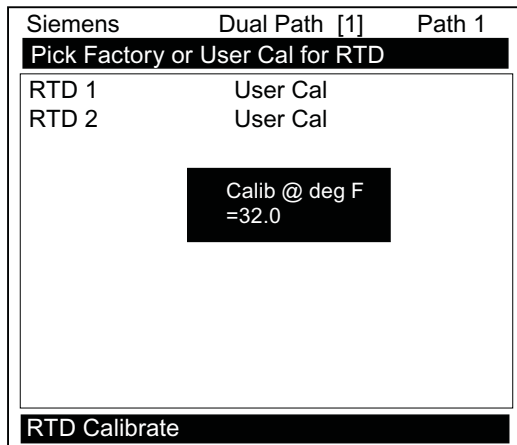 Siemens Dual Path [1] Path 1
Pick Factory or User Cal for RTD
RTD 1 User Cal
RTD 2 User Cal
Calib @ deg F
=32.0
RTD Calibrate